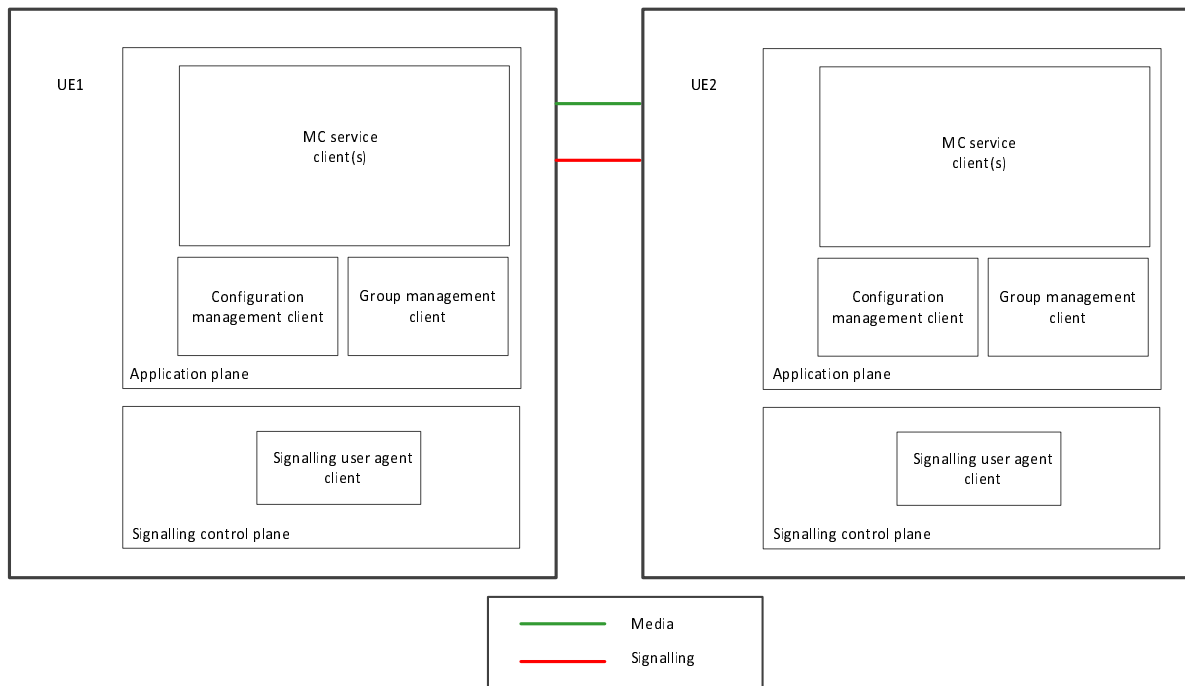 UE1
MC service
client(s)
Configuration
management client
Group management
client
Application plane
Signalling user agent
client
Signalling control plane
UE2
MC service
client(s)
Configuration
management client
Group management
client
Application plane
Signalling user agent
client
Signalling control plane
Media
Signalling